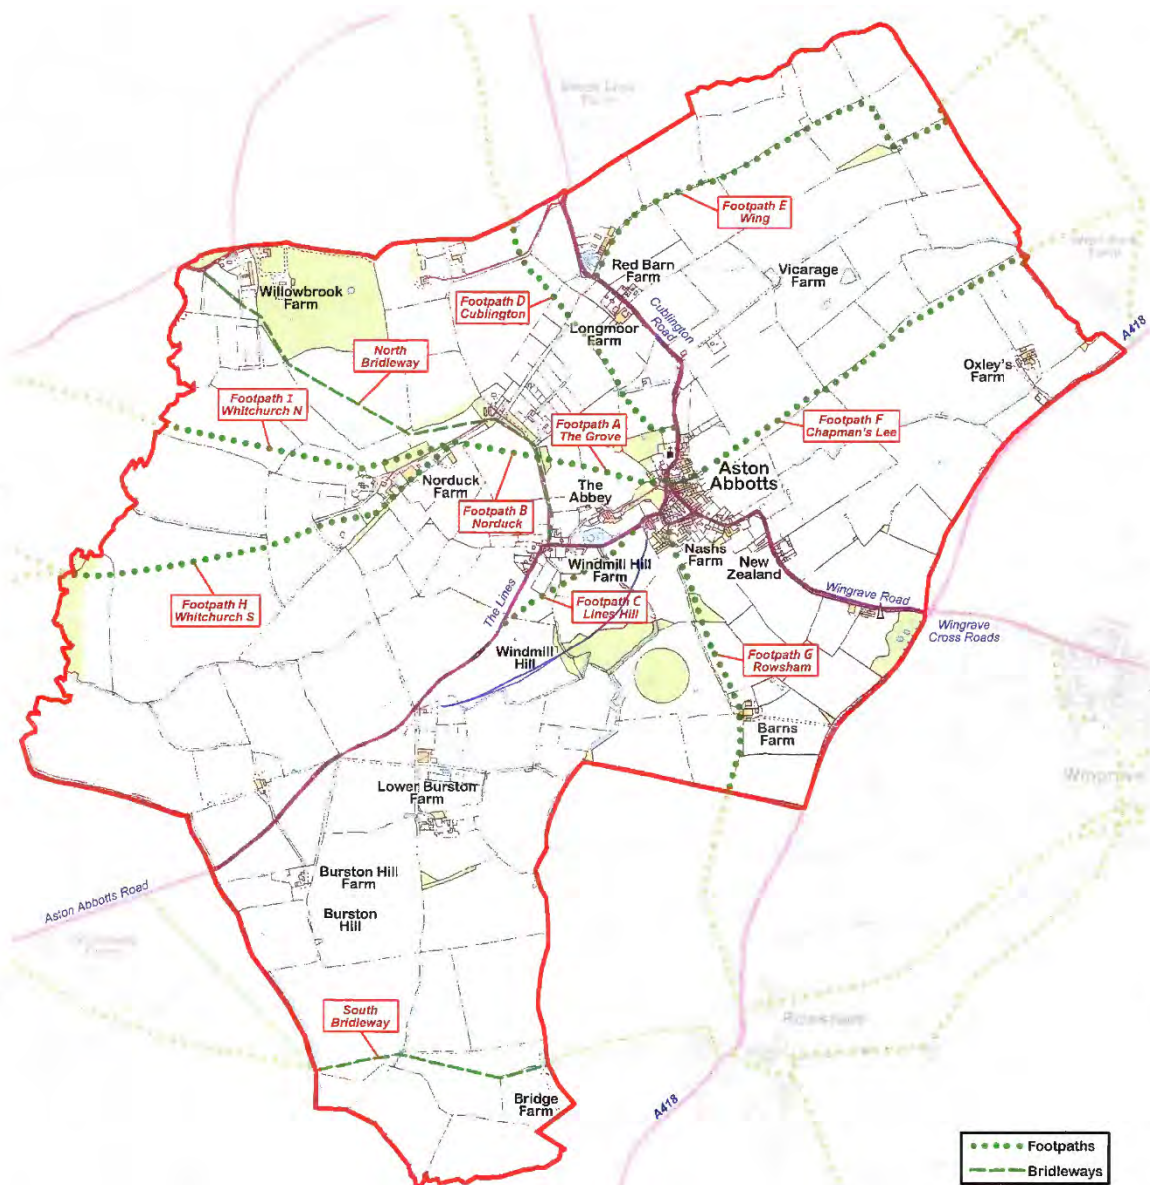 Footpath E
Wing
Red Barn
Farm
Vicarage
Farm
Willowbrook
Farm
Footpath D
Cublington
Longmoor
Farm
Cublington
Road
A418
North
Bridleway
Oxley's
Farm
Footpath I
Whitchurch N
Footpath A
The Grove
Footpath F
Chapman's Lee
Aston
Abbotts
Norduck
Farm
The
Abbey
Footpath B
Norduck
Nashs
Farm
New
Zealand
Windmill Hill
Farm
Wingrave Road
Footpath H
Whitchurch S
The Lines
Footpath C
Lines Hill
Wingrave
Cross Roads
Windmill
Hill
Footpath G
Rowsham
Barns
Farm
Wingrave
Lower Burston
Farm
Burston Hill
Farm
Aston Abbotts Road
Burston
Hill
South
Bridleway
Rowsham
Bridge
Farm
A418
Footpaths
Bridleways